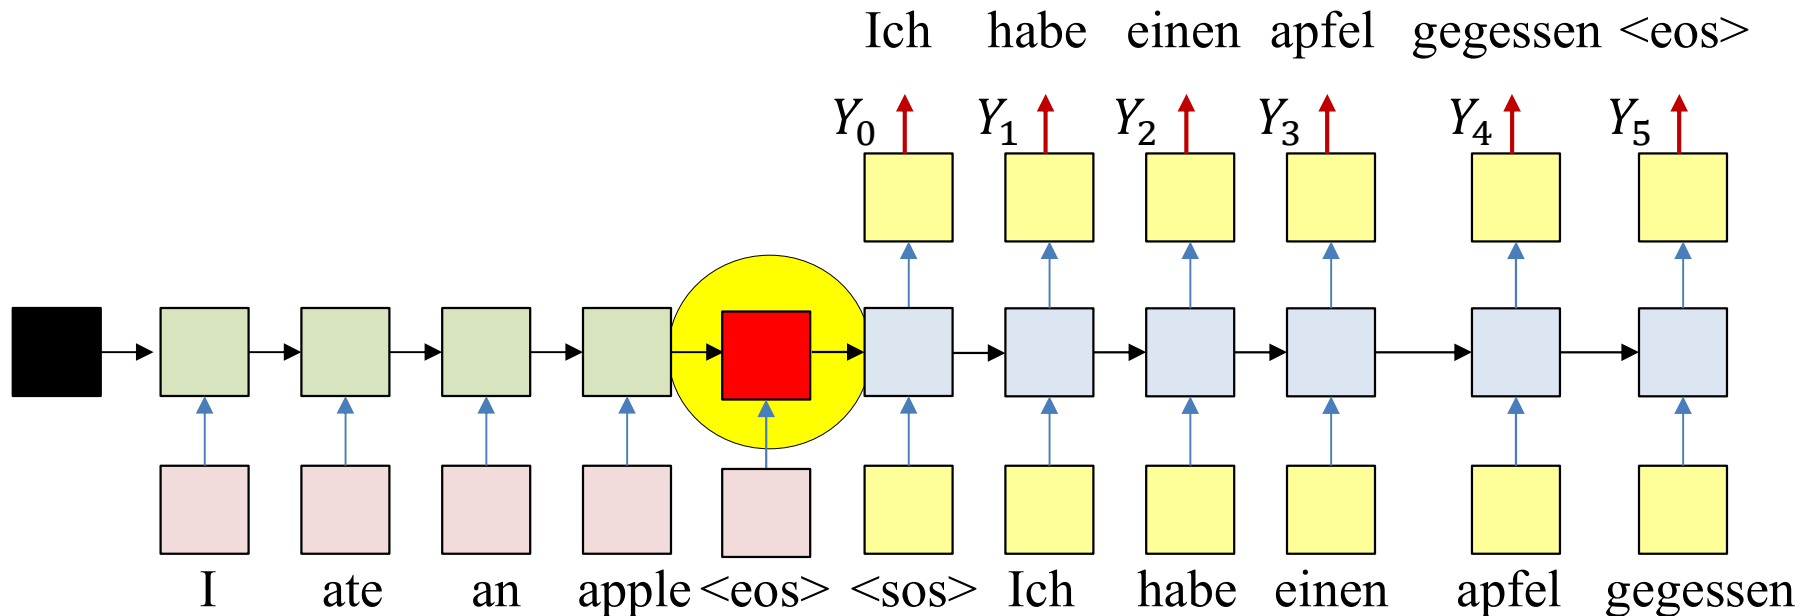 Ich habe einen apfel gegessen <eos>
Y0 Y1 Y2 Y3 Y4 Y5
I ate an apple <eos> <sos> Ich habe einen apfel gegessen